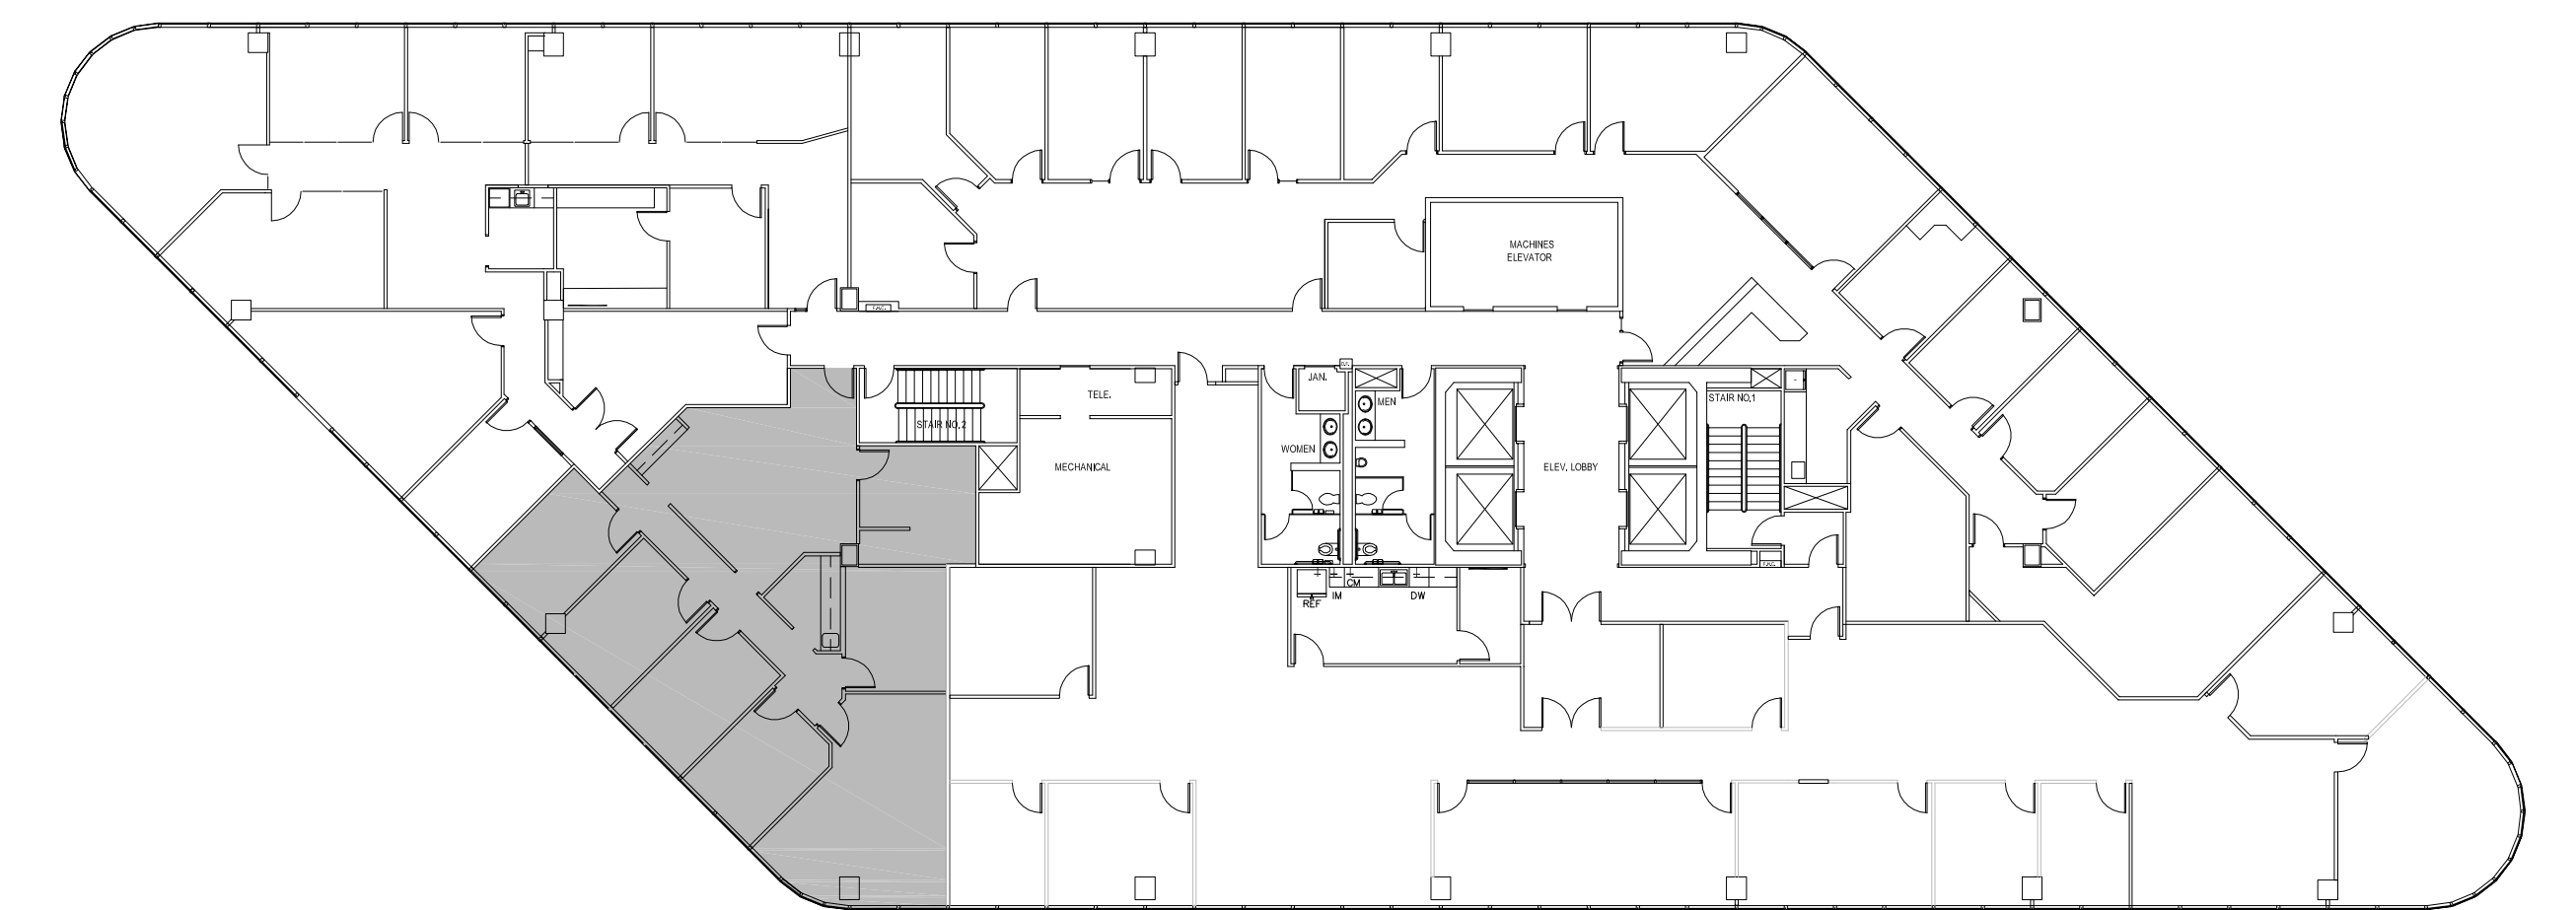 MACHINES
ELEVATOR
F.X.C.
JAN.
TELE.
MEN
STAIR NO.1
STAIR NO.2
WOMEN
MECHANICAL
ELEV. LOBBY
F.X.C.
CM
REF
IM
DW